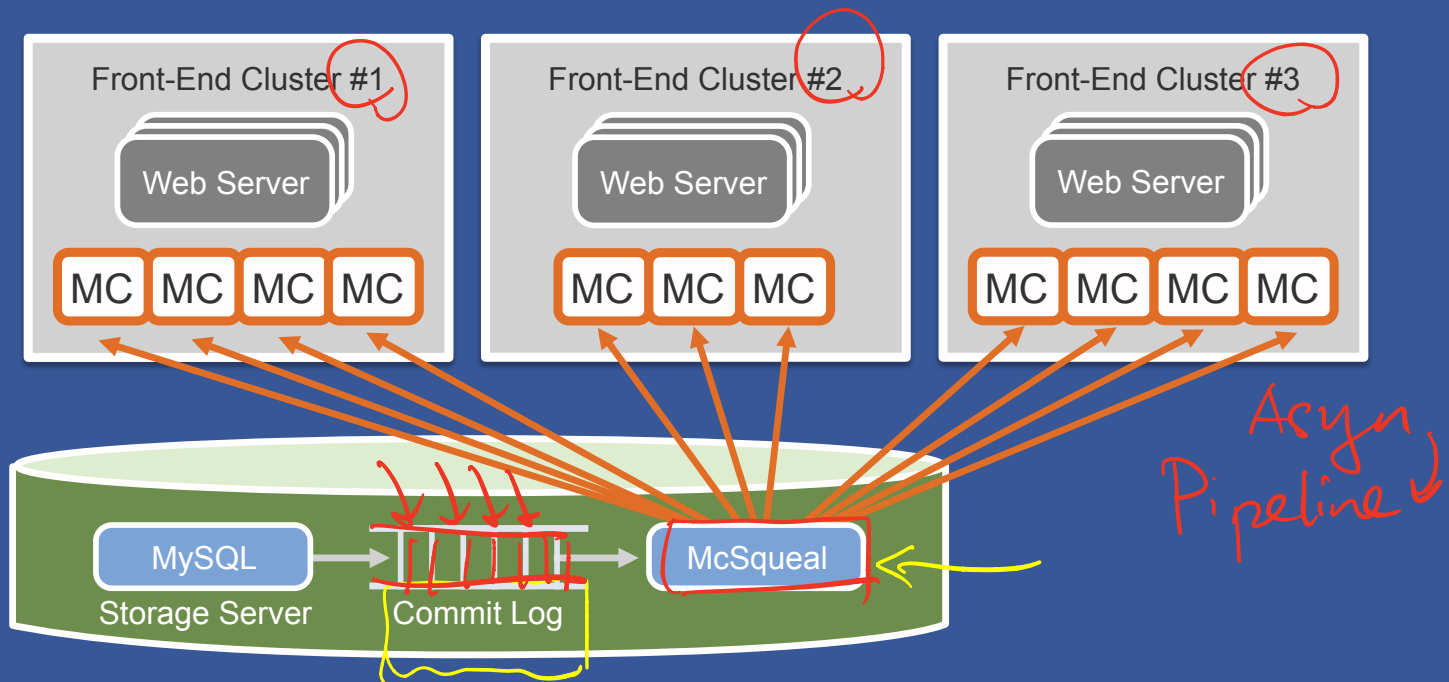 Front-End Cluster #1
Front-End Cluster #2
Front-End Cluster #3
Web Server
Web Server
Web Server
MC MC MC MC
MC MC MC
MC MC MC MC
Asyn
Pipeline
MySQL
McSqueal
Storage Server
Commit Log